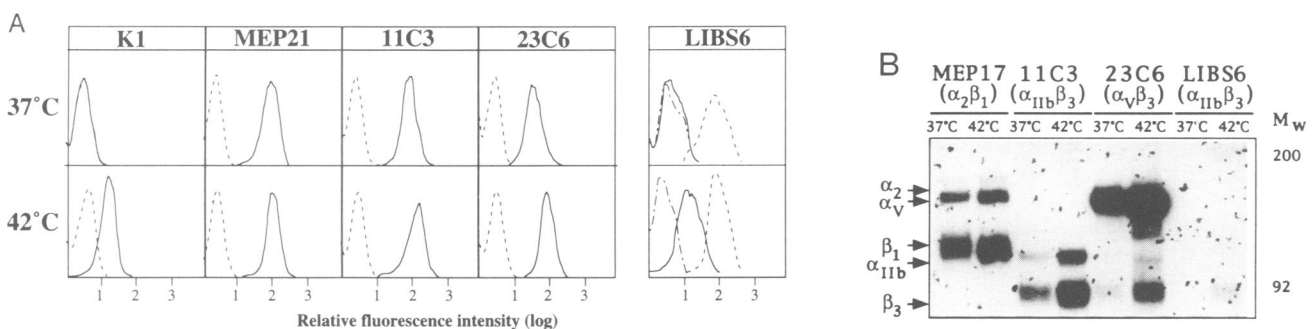 A
K1 MEP21 11C3 23C6 LIBS6
37°C
42°C
1 2 3 1 2 3 1 2 3 1 2 3 1 2 3
Relative fluorescence intensity (log)
B
MEP17 11C3 23C6 LIBS6
(α2β1) (αIIbβ3) (αVβ3) (αIIbβ3)
37°C 42°C 37°C 42°C 37°C 42°C 37°C 42°C
MW
200
α2
αV
β1
αIIb
92
β3